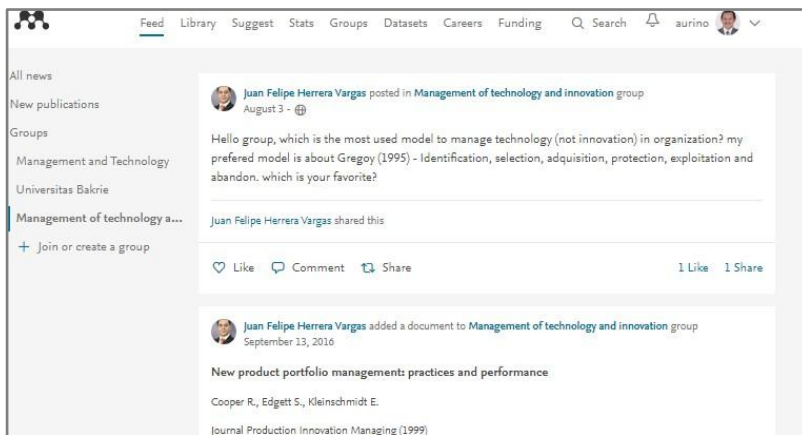 Feed Library Suggest Stats Groups Datasets Careers Funding Search aurino
All news
New publications
Groups
Management and Technology
Universitas Bakrie
Management of technology a...
+ Join or create a group
Juan Felipe Herrera Vargas posted in Management of technology and innovation group
August 3 -
Hello group, which is the most used model to manage technology (not innovation) in organization? my
prefered model is about Gregoy (1995) - Identification, selection, adquisition, protection, exploitation and
abandon. which is your favorite?
Juan Felipe Herrera Vargas shared this
Like Comment Share 1 Like 1 Share
Juan Felipe Herrera Vargas added a document to Management of technology and innovation group
September 13, 2016
New product portfolio management: practices and performance
Cooper R., Edgett S., Kleinschmidt E.
Journal Production Innovation Managing (1999)